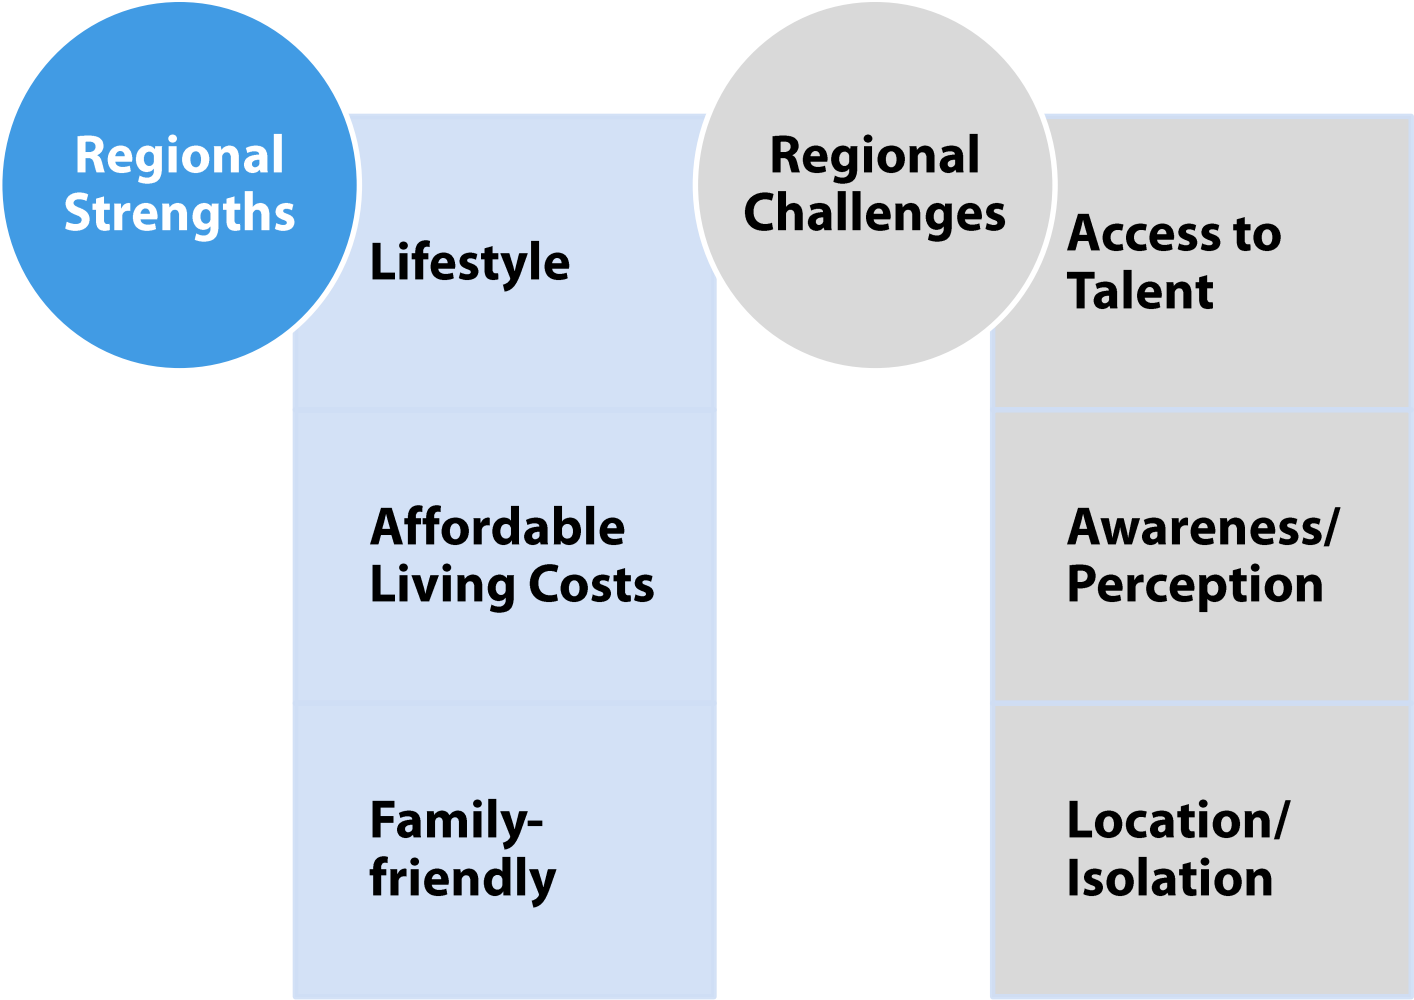 Regional
Strengths
Lifestyle
Affordable
Living Costs
Family-
friendly
Regional
Challenges
Access to
Talent
Awareness/
Perception
Location/
Isolation